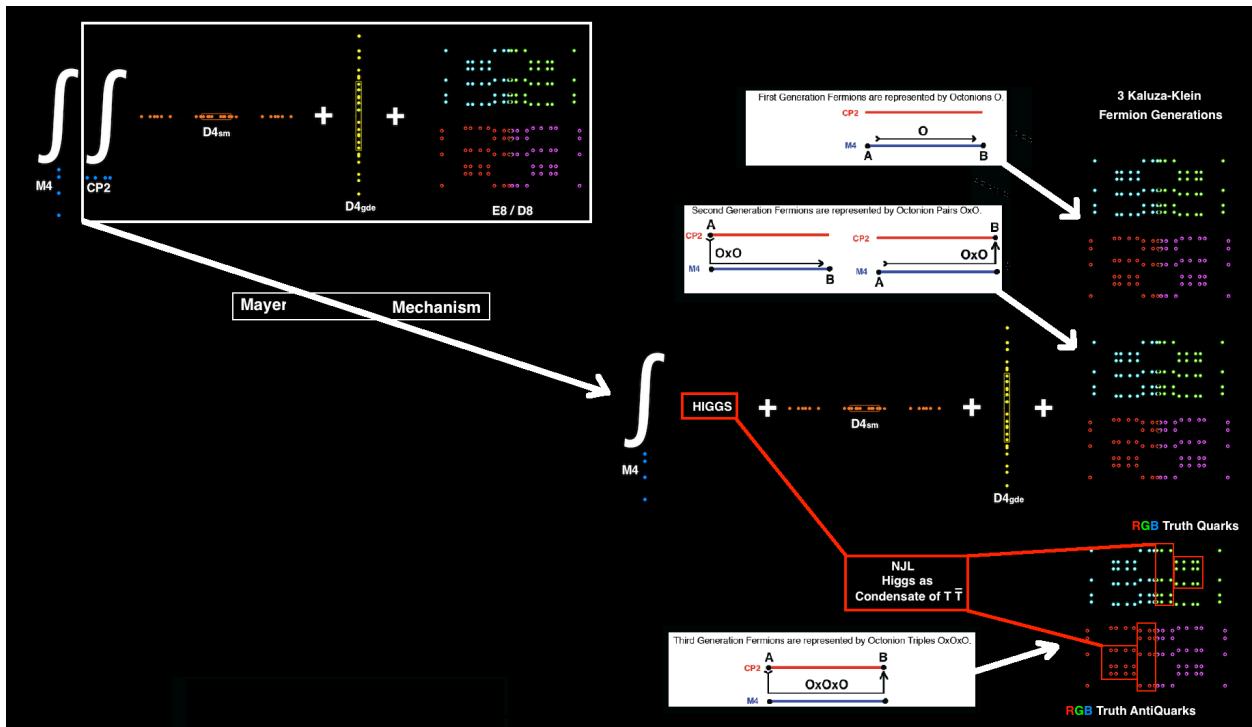 ∫ ∫
D4sm
+
+
M4
CP2
D4gde
E8 / D8
First Generation Fermions are represented by Octonions O.
CP2
O
M4
A
B
3 Kaluza-Klein
Fermion Generations
Second Generation Fermions are represented by Octonion Pairs OxO.
A
CP2
OxO
M4
B
B
CP2
OxO
M4
A
Mayer
Mechanism
∫
M4
HIGGS
+
D4sm
+
D4gde
+
RGB Truth Quarks
NJL
Higgs as
Condensate of T T̅
Third Generation Fermions are represented by Octonion Triples OxOxO.
A
B
CP2
OxOxO
M4
RGB Truth AntiQuarks